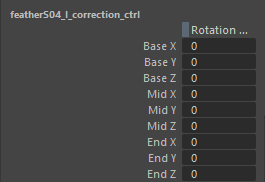 featherS04_l_correction_ctrl
Rotation ...
Base X 0
Base Y 0
Base Z 0
Mid X 0
Mid Y 0
Mid Z 0
End X 0
End Y 0
End Z 0